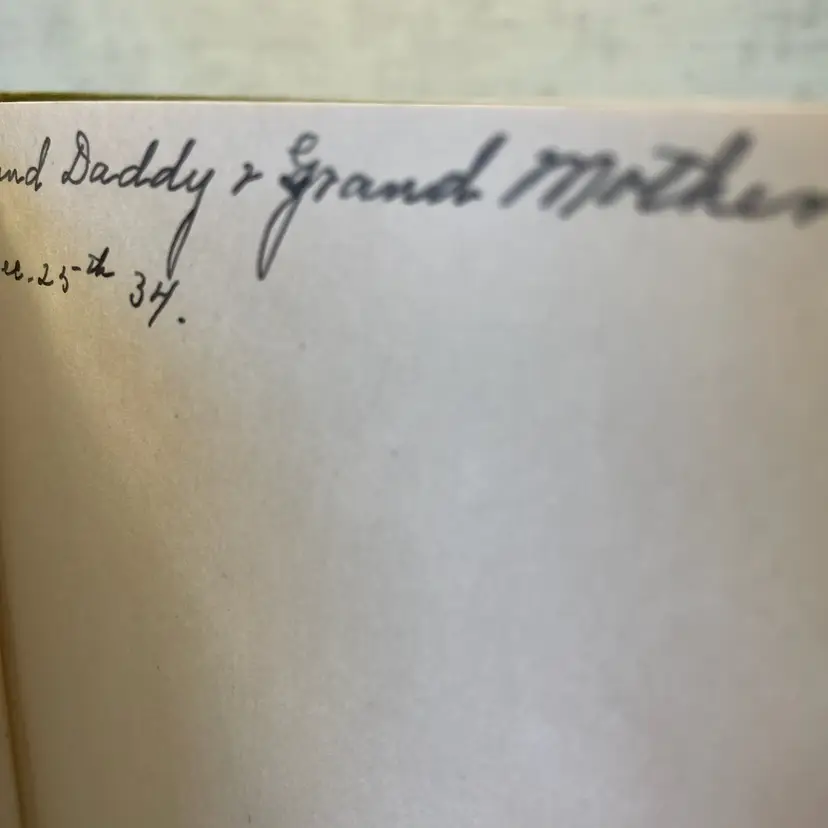 nd Daddy & Grand Mother
ec. 25th 34.